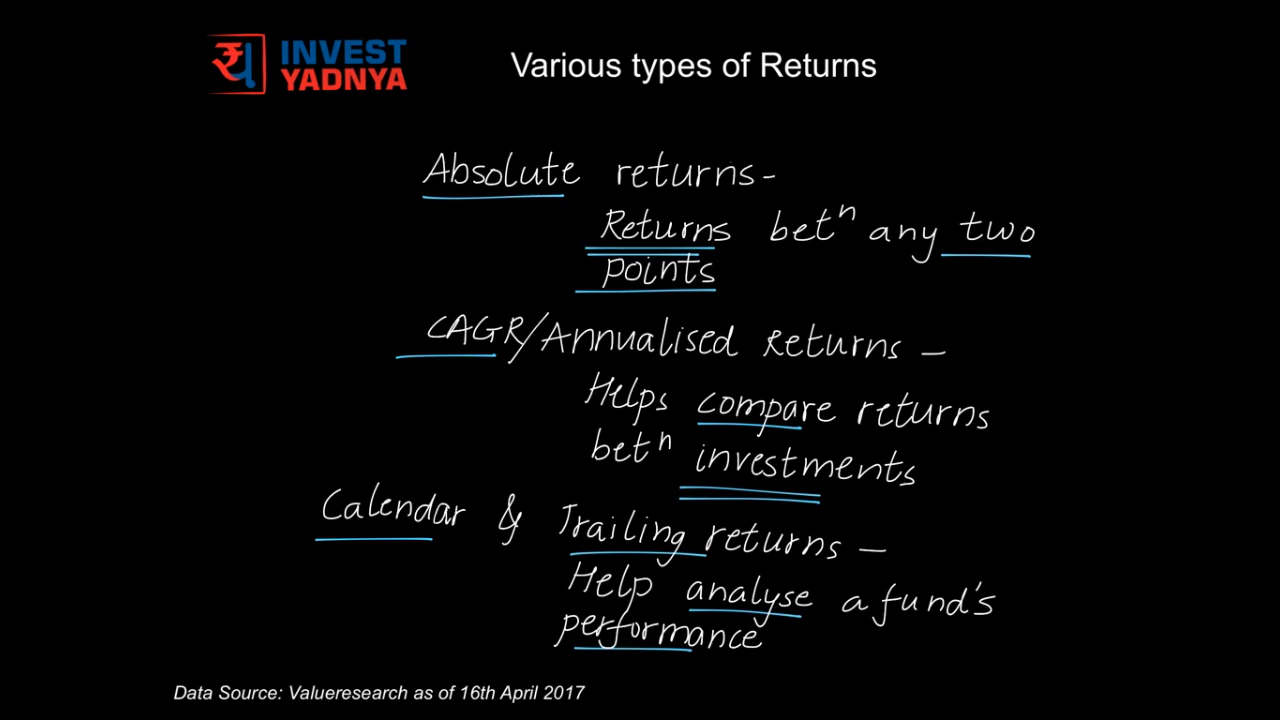 INVEST
YADNYA
Various types of Returns
Absolute returns-
Returns betⁿ any two
points
CAGR/Annualised Returns –
Helps compare returns
betⁿ investments
Calendar & Trailing returns –
Help analyse a fund's
performance
Data Source: Valueresearch as of 16th April 2017